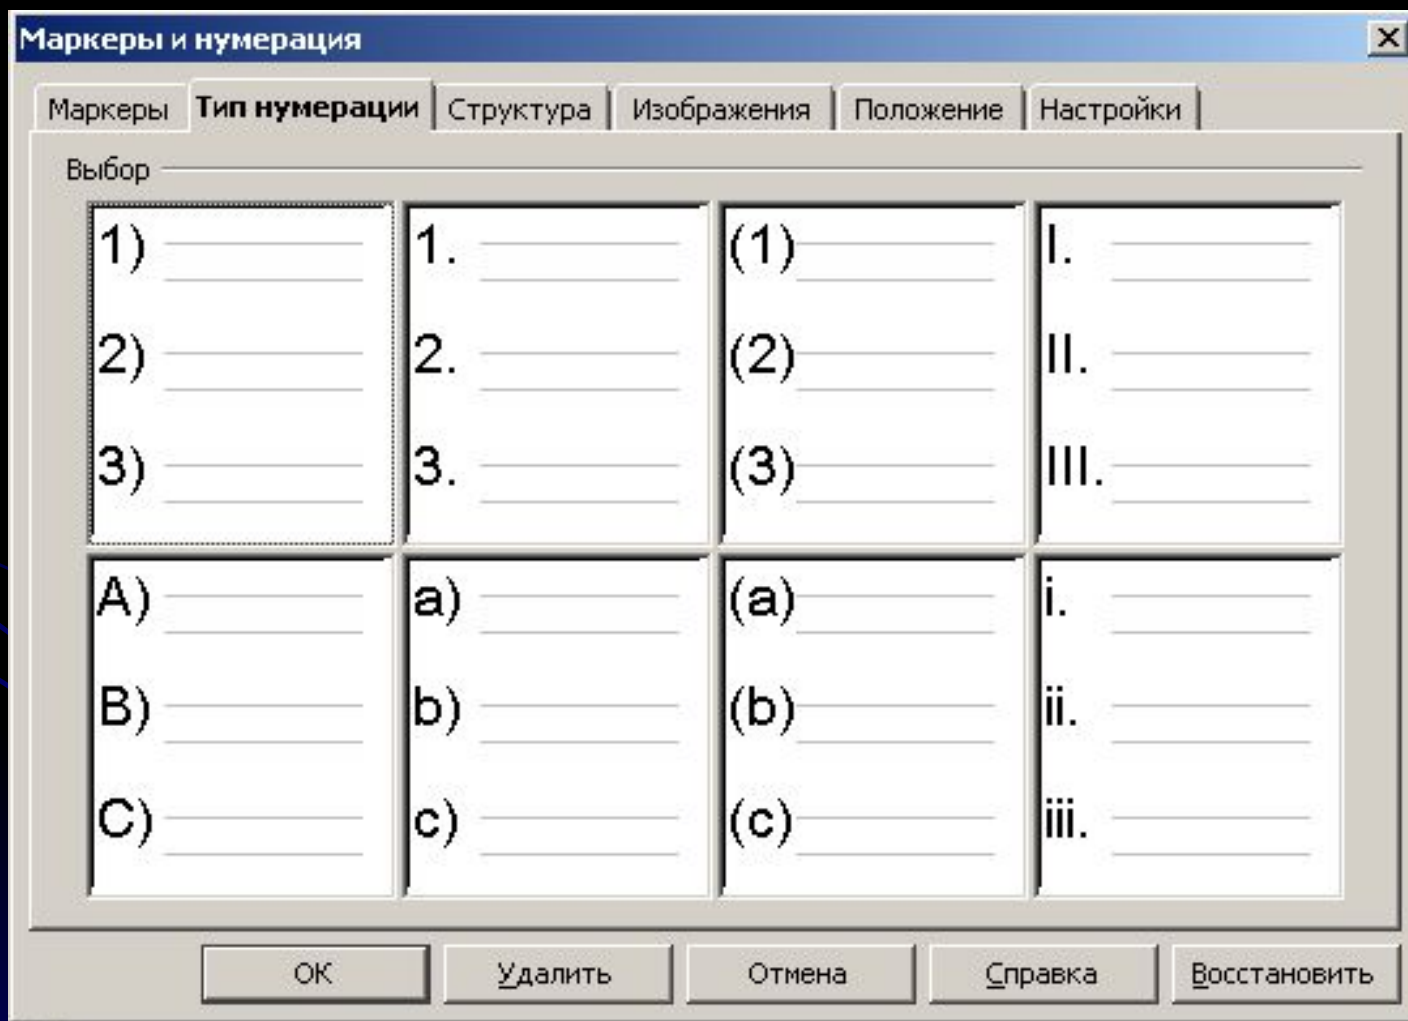 Маркеры и нумерация
Маркеры Тип нумерации Структура Изображения Положение Настройки
Выбор
1) 1. (1) I.
2) 2. (2) II.
3) 3. (3) III.
A) a) (a) i.
B) b) (b) ii.
C) c) (c) iii.
ОК Удалить Отмена Справка Восстановить